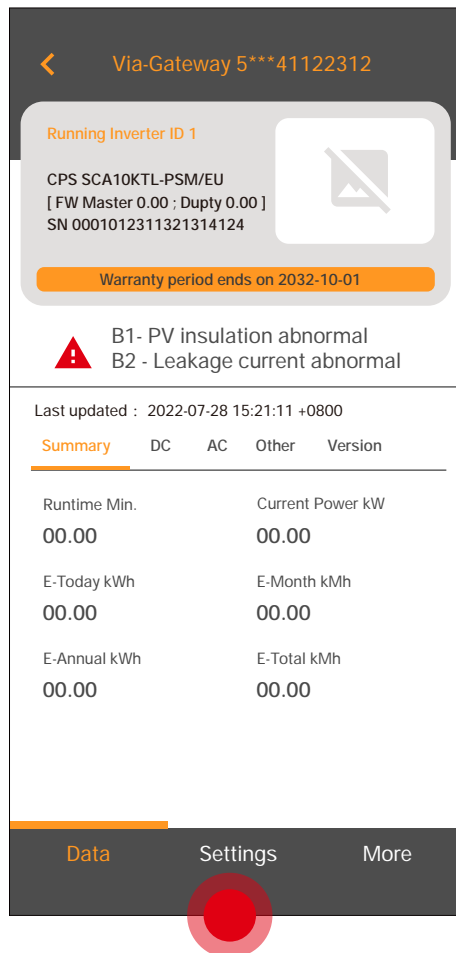 Via-Gateway 5***41122312
Running Inverter ID 1
CPS SCA10KTL-PSM/EU
[ FW Master 0.00 ; Dupty 0.00 ]
SN 0001012311321314124
Warranty period ends on 2032-10-01
B1- PV insulation abnormal
B2 - Leakage current abnormal
Last updated : 2022-07-28 15:21:11 +0800
Summary DC AC Other Version
Runtime Min. Current Power kW
00.00 00.00
E-Today kWh E-Month kMh
00.00 00.00
E-Annual kWh E-Total kMh
00.00 00.00
Data Settings More